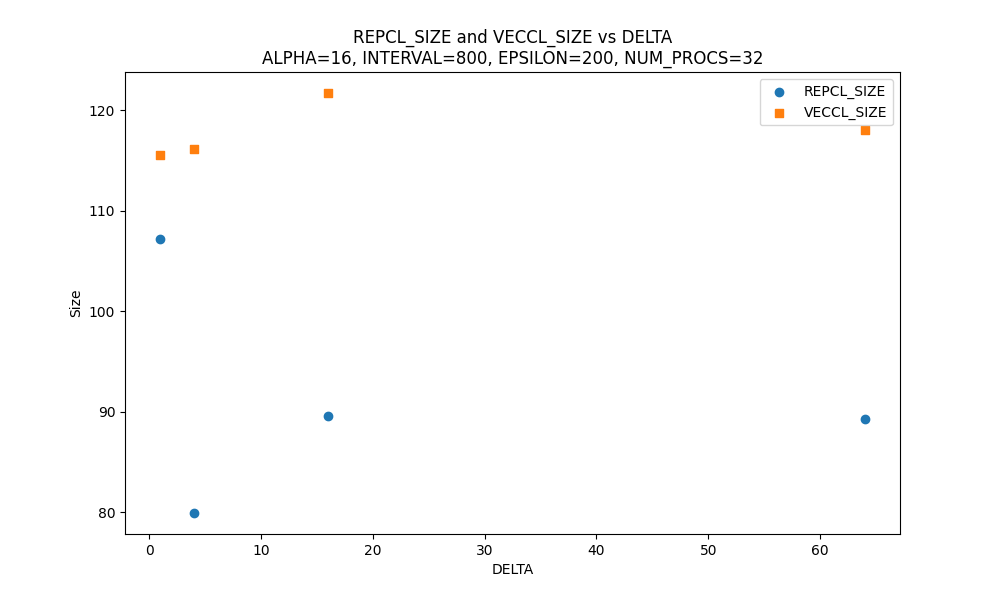 REPCL_SIZE and VECCL_SIZE vs DELTA
ALPHA=16, INTERVAL=800, EPSILON=200, NUM_PROCS=32
REPCL_SIZE
VECCL_SIZE
120
110
100
90
80
Size
0 10 20 30 40 50 60
DELTA